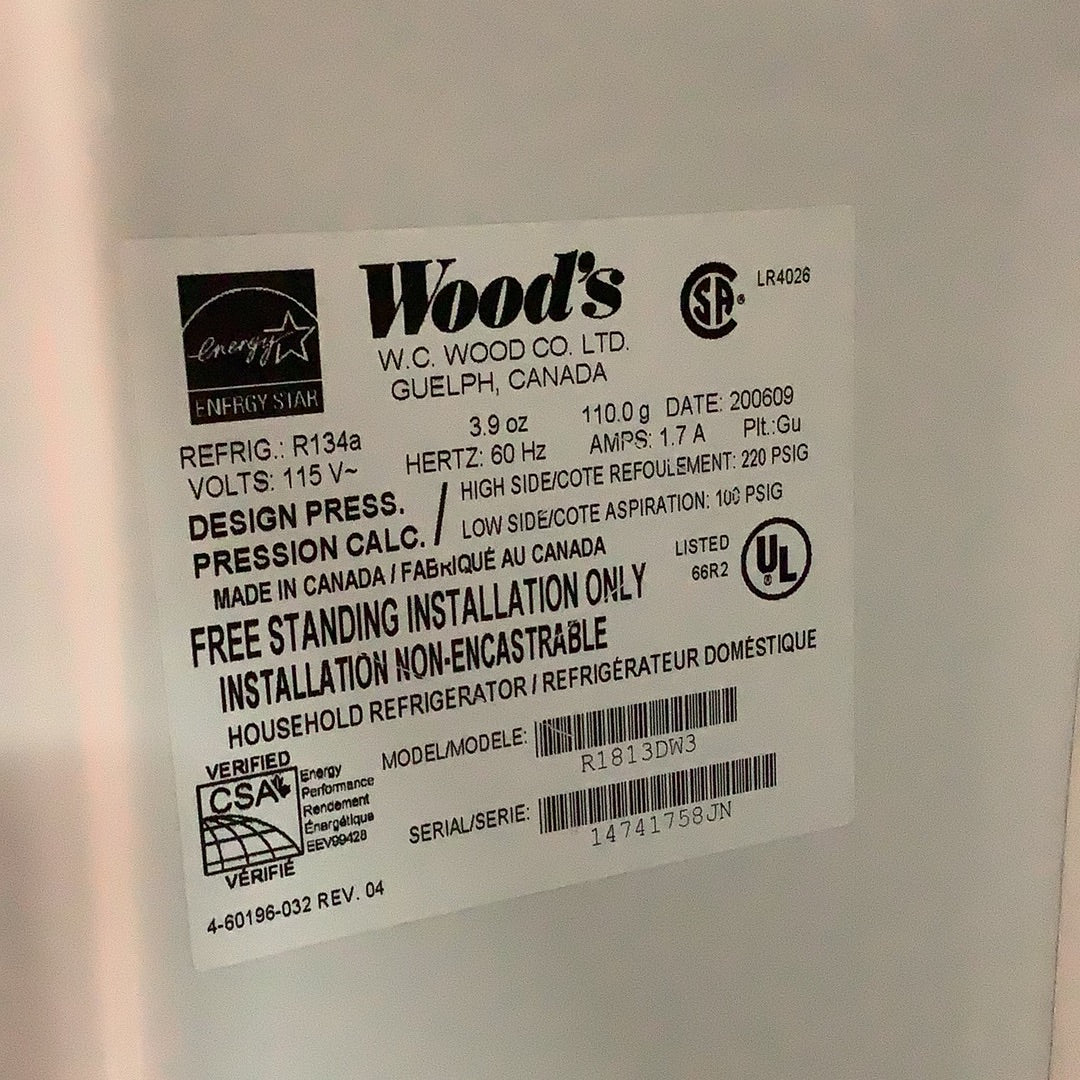 energy
ENERGY STAR
Wood's
W.C. WOOD CO. LTD.
GUELPH, CANADA
SA
LR4026
REFRIG.: R134a 3.9 oz 110.0 g DATE: 200609
VOLTS: 115 V~ HERTZ: 60 Hz AMPS: 1.7 A Plt.:Gu
DESIGN PRESS. / HIGH SIDE/COTE REFOULEMENT: 220 PSIG
PRESSION CALC. / LOW SIDE/COTE ASPIRATION: 100 PSIG
MADE IN CANADA / FABRIQUÉ AU CANADA
LISTED
66R2
UL
FREE STANDING INSTALLATION ONLY
INSTALLATION NON-ENCASTRABLE
HOUSEHOLD REFRIGERATOR / REFRIGÉRATEUR DOMÉSTIQUE
MODEL/MODELE:
R1813DW3
SERIAL/SERIE:
14741758JN
VERIFIED
CSA
VÉRIFIÉ
Energy
Performance
Rendement
Énergétique
EEV99428
4-60196-032 REV. 04